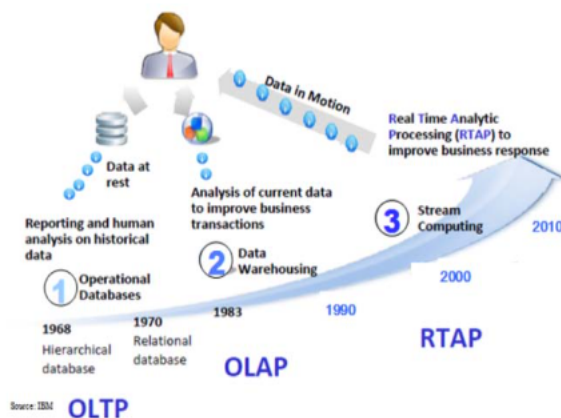 Data in Motion
Real Time Analytic
Processing (RTAP) to
improve business response
Data at
rest
Analysis of current data
to improve business
transactions
Reporting and human
analysis on historical
data
3 Stream
Computing
2010
1 Operational
Databases
2 Data
Warehousing
2000
1990
1983
1968
Hierarchical
database
1970
Relational
database
OLAP
RTAP
Source: IBM
OLTP